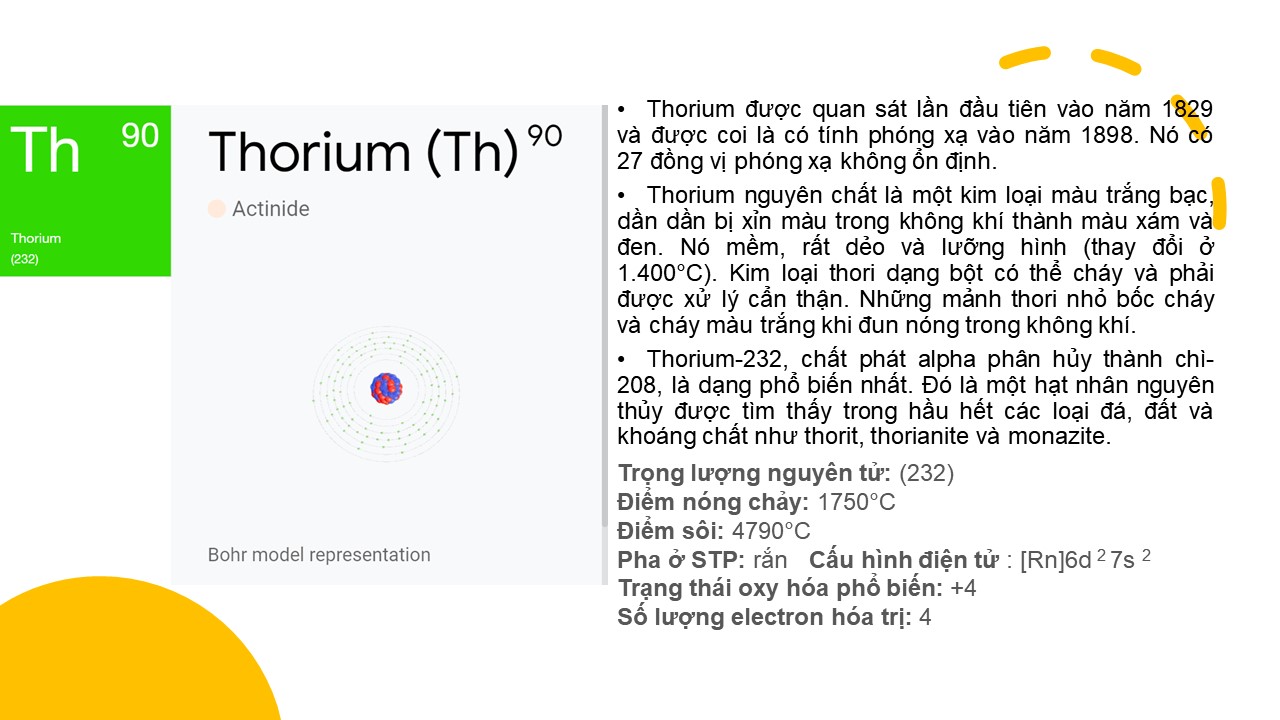 Th 90
Thorium
(232)
Thorium (Th) 90
Actinide
Bohr model representation
• Thorium được quan sát lần đầu tiên vào năm 1829
và được coi là có tính phóng xạ vào năm 1898. Nó có
27 đồng vị phóng xạ không ổn định.
• Thorium nguyên chất là một kim loại màu trắng bạc,
dần dần bị xỉn màu trong không khí thành màu xám và
đen. Nó mềm, rất dẻo và lưỡng hình (thay đổi ở
1.400°C). Kim loại thori dạng bột có thể cháy và phải
được xử lý cẩn thận. Những mảnh thori nhỏ bốc cháy
và cháy màu trắng khi đun nóng trong không khí.
• Thorium-232, chất phát alpha phân hủy thành chì-
208, là dạng phổ biến nhất. Đó là một hạt nhân nguyên
thủy được tìm thấy trong hầu hết các loại đá, đất và
khoáng chất như thorit, thorianite và monazite.
Trọng lượng nguyên tử: (232)
Điểm nóng chảy: 1750°C
Điểm sôi: 4790°C
Pha ở STP: rắn Cấu hình điện tử : [Rn]6d 2 7s 2
Trạng thái oxy hóa phổ biến: +4
Số lượng electron hóa trị: 4